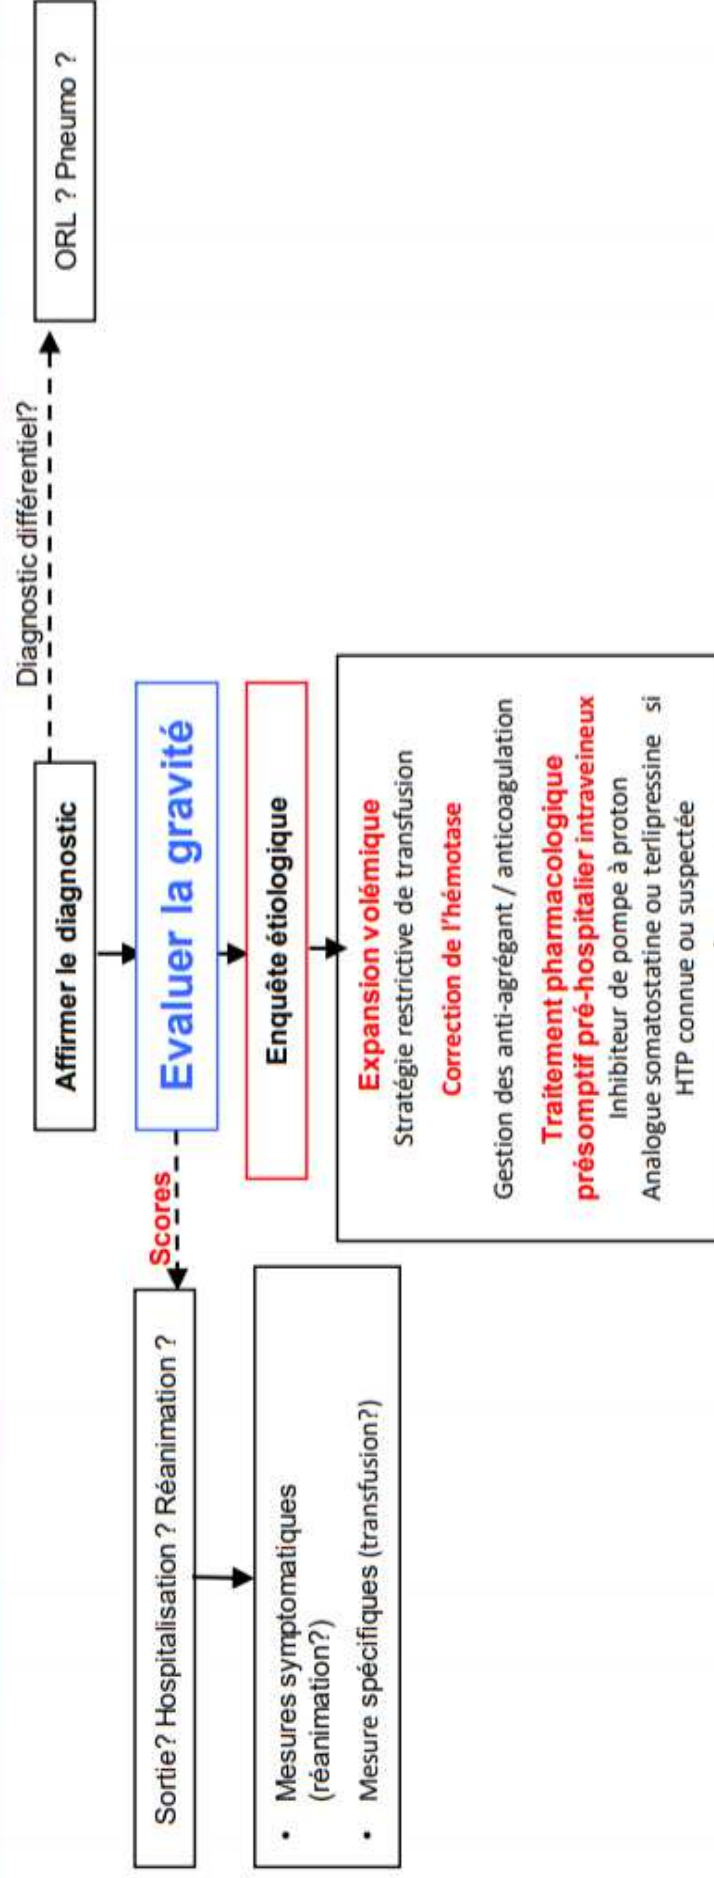 Diagnostic différentiel?
Affirmer le diagnostic
ORL ? Pneumo ?
Scores
Evaluer la gravité
Sortie? Hospitalisation ? Réanimation ?
Enquête étiologique
• Mesures symptomatiques
(réanimation?)
• Mesure spécifiques (transfusion?)
Expansion volémique
Stratégie restrictive de transfusion
Correction de l'hémotase
Gestion des anti-agrégant / anticoagulation
Traitement pharmacologique
présomptif pré-hospitalier intraveineux
Inhibiteur de pompe à proton
Analogue somatostatine ou terlipressine si
HTP connue ou suspectée